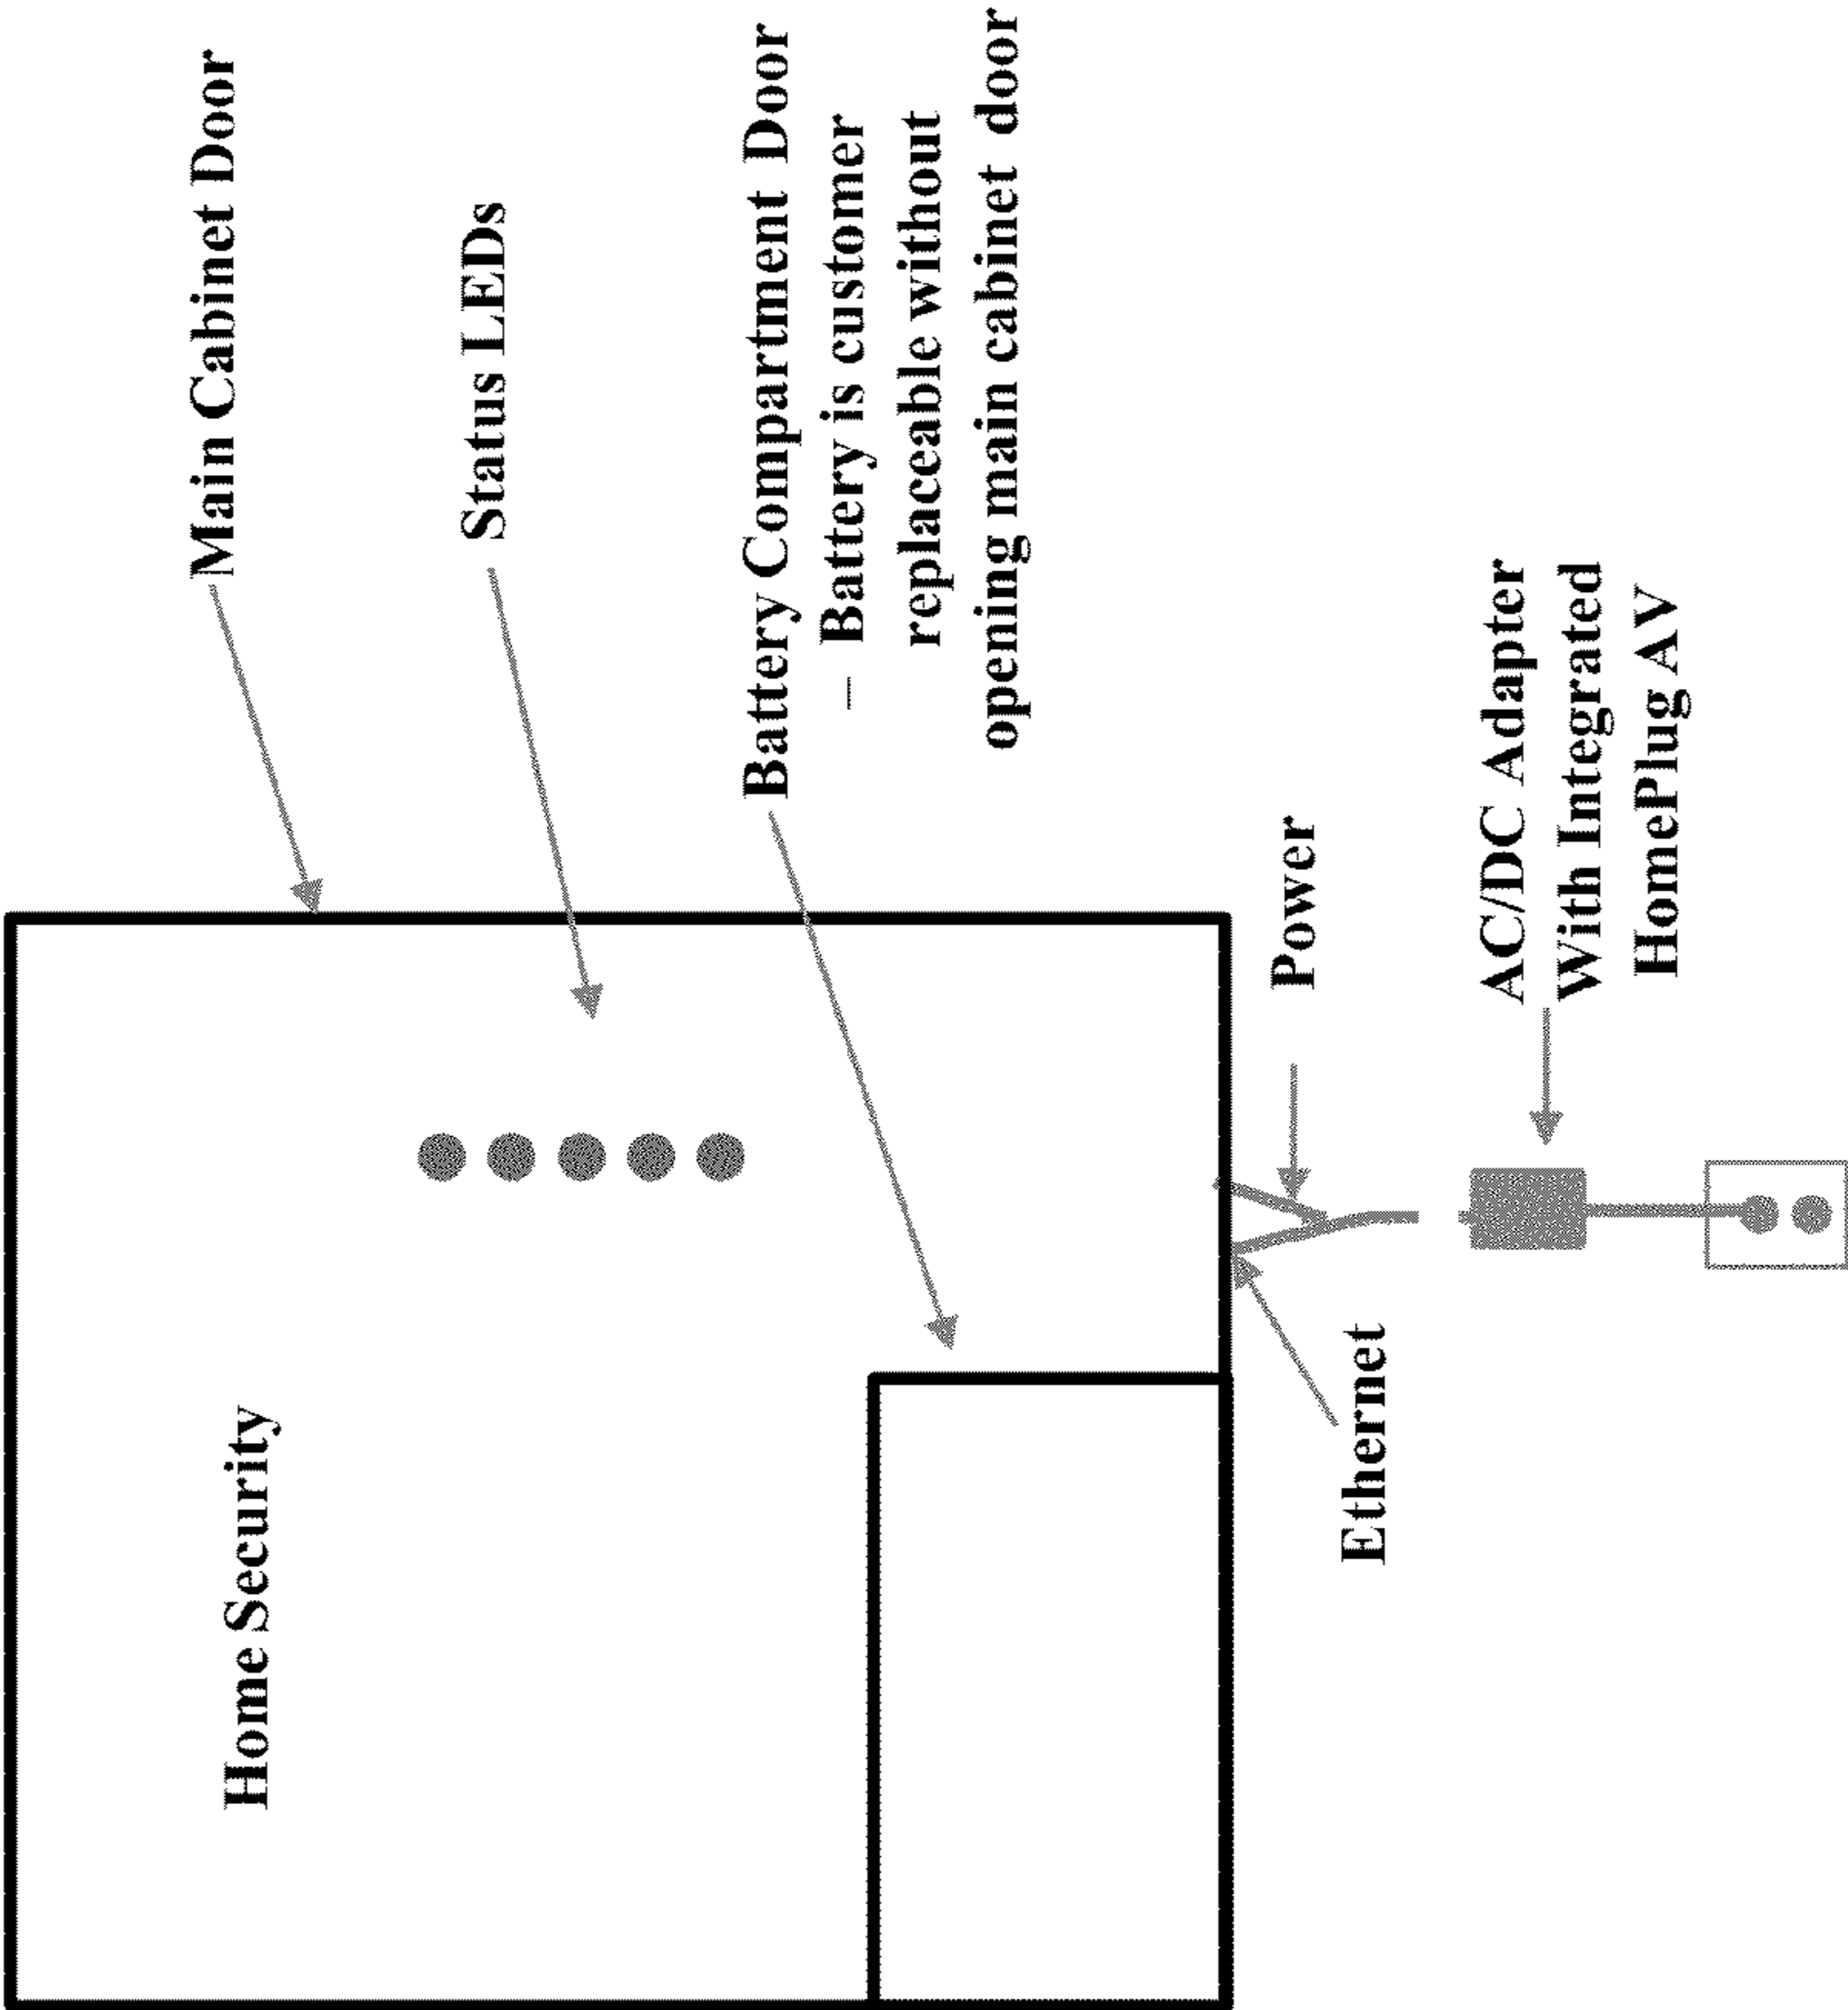 Home Security
Main Cabinet Door
Status LEDs
Battery Compartment Door
– Battery is customer
replaceable without
opening main cabinet door
Power
Ethernet
AC/DC Adapter
With Integrated
HomePlug AV